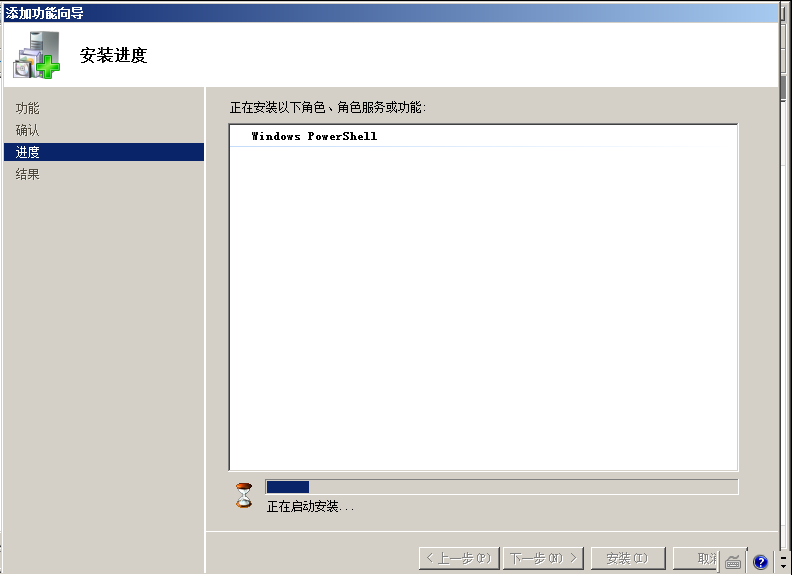 添加功能向导
安装进度
功能
确认
进度
结果
正在安装以下角色、角色服务或功能:
Windows PowerShell
正在启动安装...
< 上一步(P)
下一步(N) >
安装(I)
取消
?